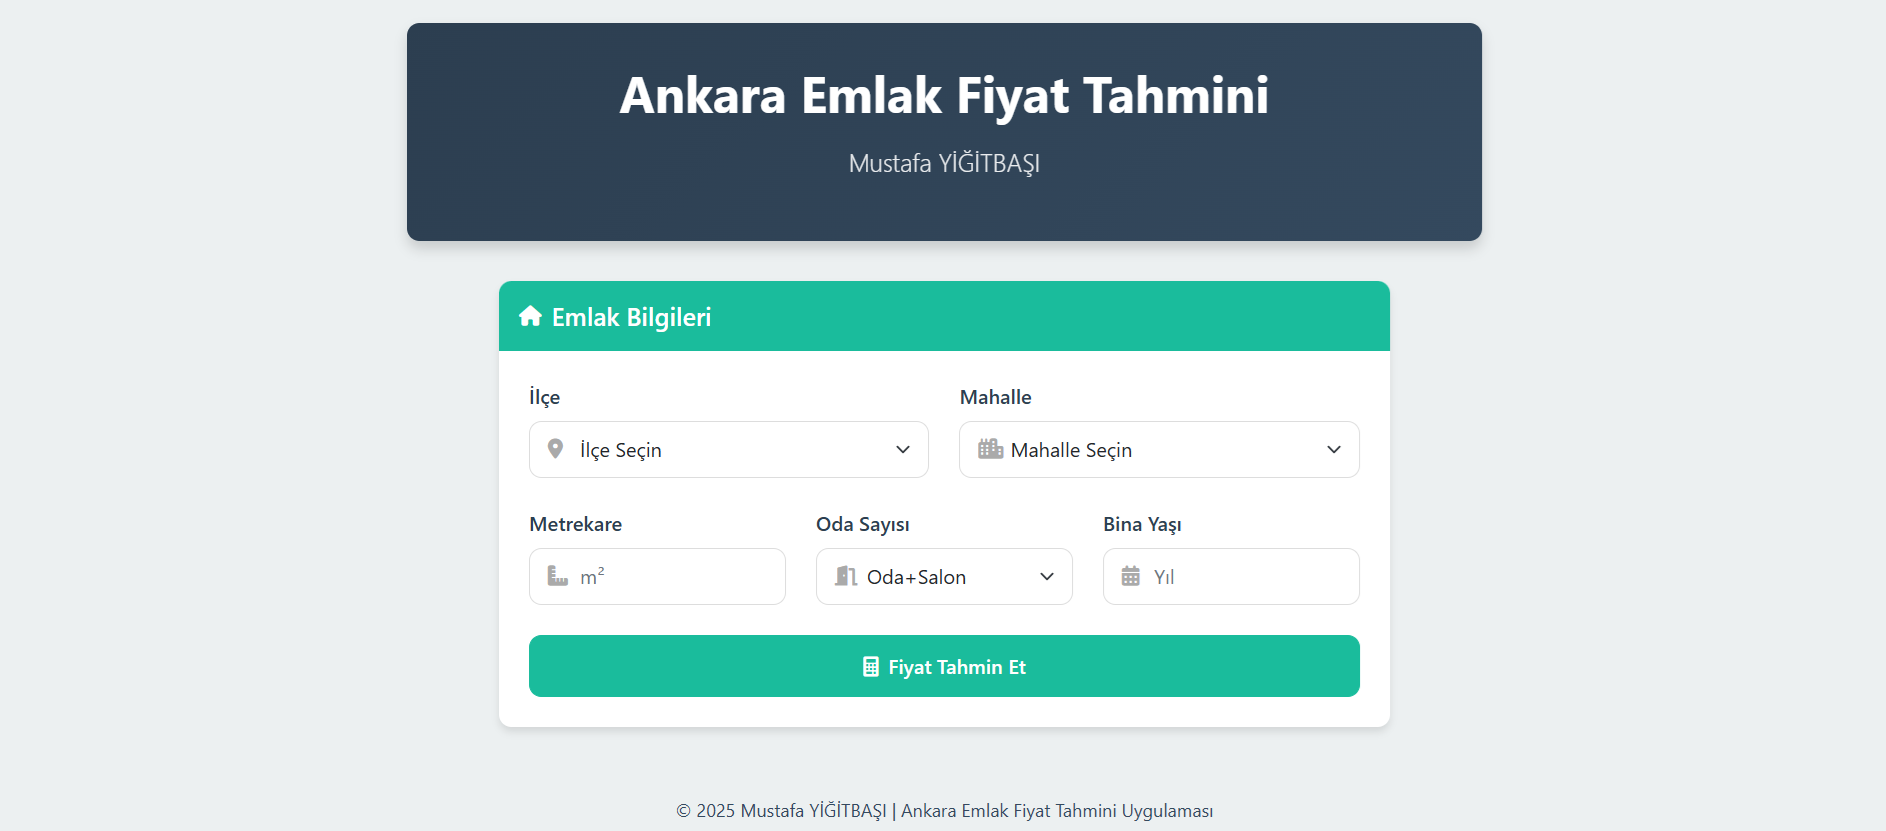 Ankara Emlak Fiyat Tahmini
Mustafa YİĞİTBAŞI
Emlak Bilgileri
İlçe
Mahalle
İlçe Seçin
Mahalle Seçin
Metrekare
Oda Sayısı
Bina Yaşı
m²
Oda+Salon
Yıl
Fiyat Tahmin Et
© 2025 Mustafa YİĞİTBAŞI | Ankara Emlak Fiyat Tahmini Uygulaması